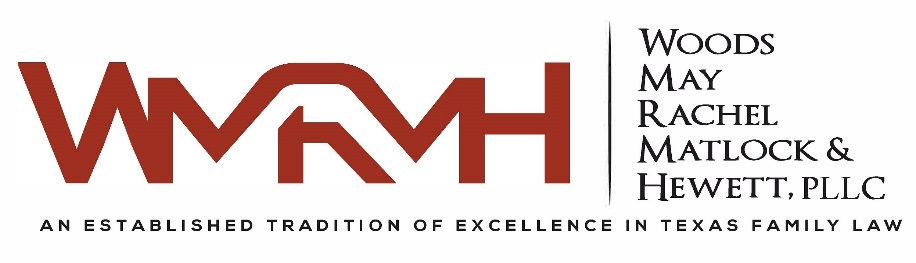 WMRMH
Woods
May
Rachel
Matlock &
Hewett, PLLC
AN ESTABLISHED TRADITION OF EXCELLENCE IN TEXAS FAMILY LAW